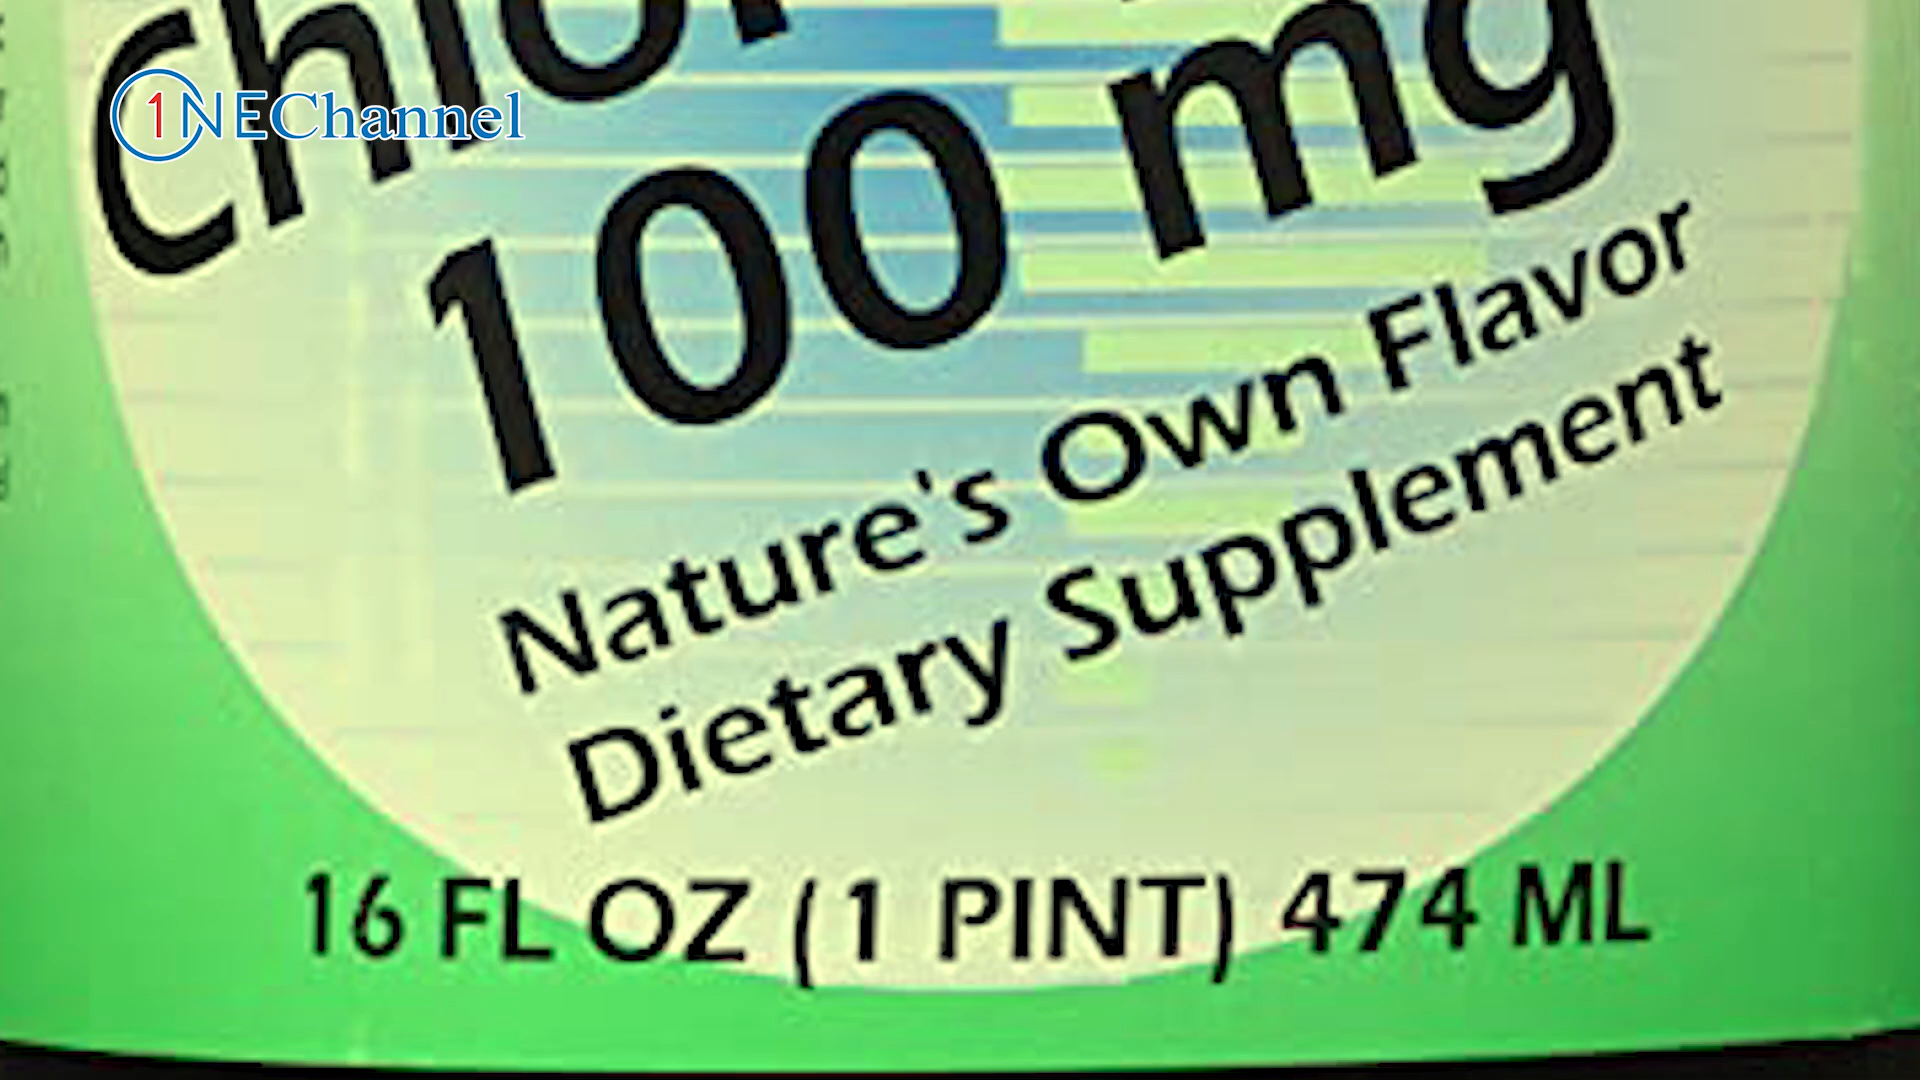 1NEChannel
100 mg
Nature's Own Flavor
Dietary Supplement
16 FL OZ (1 PINT) 474 ML